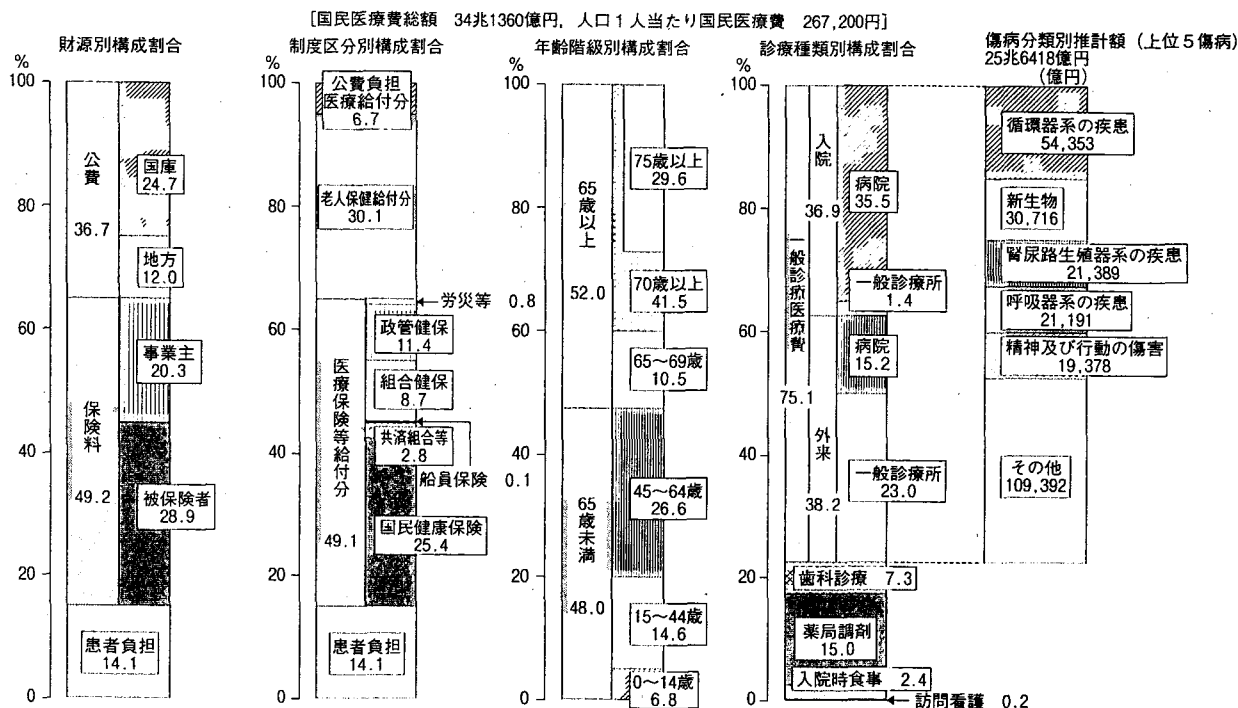 [国民医療費総額 34兆1360億円, 人口1人当たり国民医療費 267,200円]
財源別構成割合
%
100
80
60
40
20
0
公費
36.7
国庫
24.7
地方
12.0
保険料
49.2
事業主
20.3
被保険者
28.9
患者負担
14.1
制度区分別構成割合
%
100
80
60
40
20
0
公費負担
医療給付分
6.7
老人保健給付分
30.1
医療保険等給付分
49.1
労災等 0.8
政管健保
11.4
組合健保
8.7
共済組合等
2.8
船員保険 0.1
国民健康保険
25.4
患者負担
14.1
年齢階級別構成割合
%
100
80
60
40
20
0
65歳以上
52.0
75歳以上
29.6
70歳以上
41.5
65~69歳
10.5
65歳未満
48.0
45~64歳
26.6
15~44歳
14.6
0~14歳
6.8
診療種類別構成割合
%
100
80
60
40
20
0
一般診療医療費
75.1
入院
36.9
病院
35.5
一般診療所
1.4
外来
38.2
病院
15.2
一般診療所
23.0
歯科診療 7.3
薬局調剤
15.0
入院時食事 2.4
訪問看護 0.2
傷病分類別推計額 (上位5傷病)
25兆6418億円
(億円)
循環器系の疾患
54,353
新生物
30,716
腎尿路生殖器系の疾患
21,389
呼吸器系の疾患
21,191
精神及び行動の傷害
19,378
その他
109,392